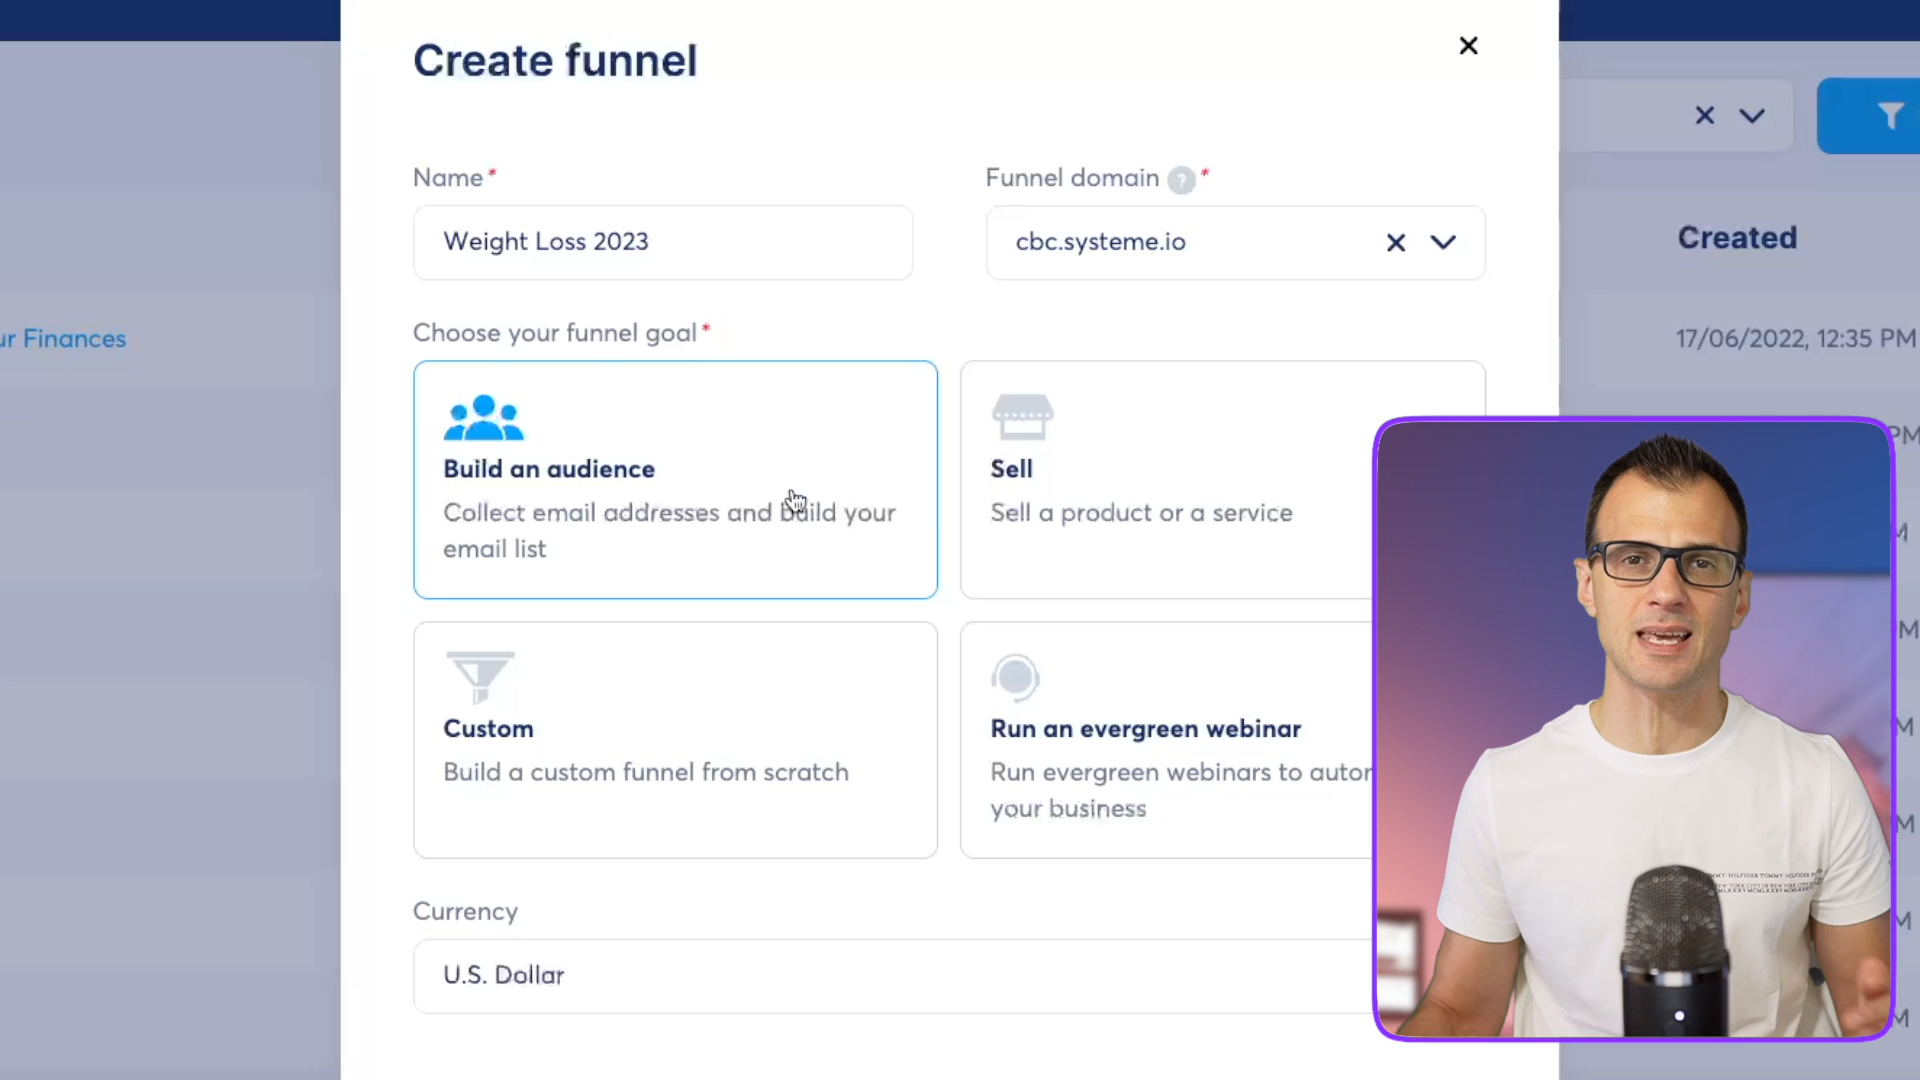 Create funnel
Name*
Funnel domain ? *
Weight Loss 2023
cbc.systeme.io
Created
Choose your funnel goal*
ur Finances
17/06/2022, 12:35 PM
Build an audience
Collect email addresses and build your
email list
Sell
Sell a product or a service
PM
M
M
M
M
M
M
Custom
Build a custom funnel from scratch
Run an evergreen webinar
Run evergreen webinars to autom
your business
Currency
U.S. Dollar